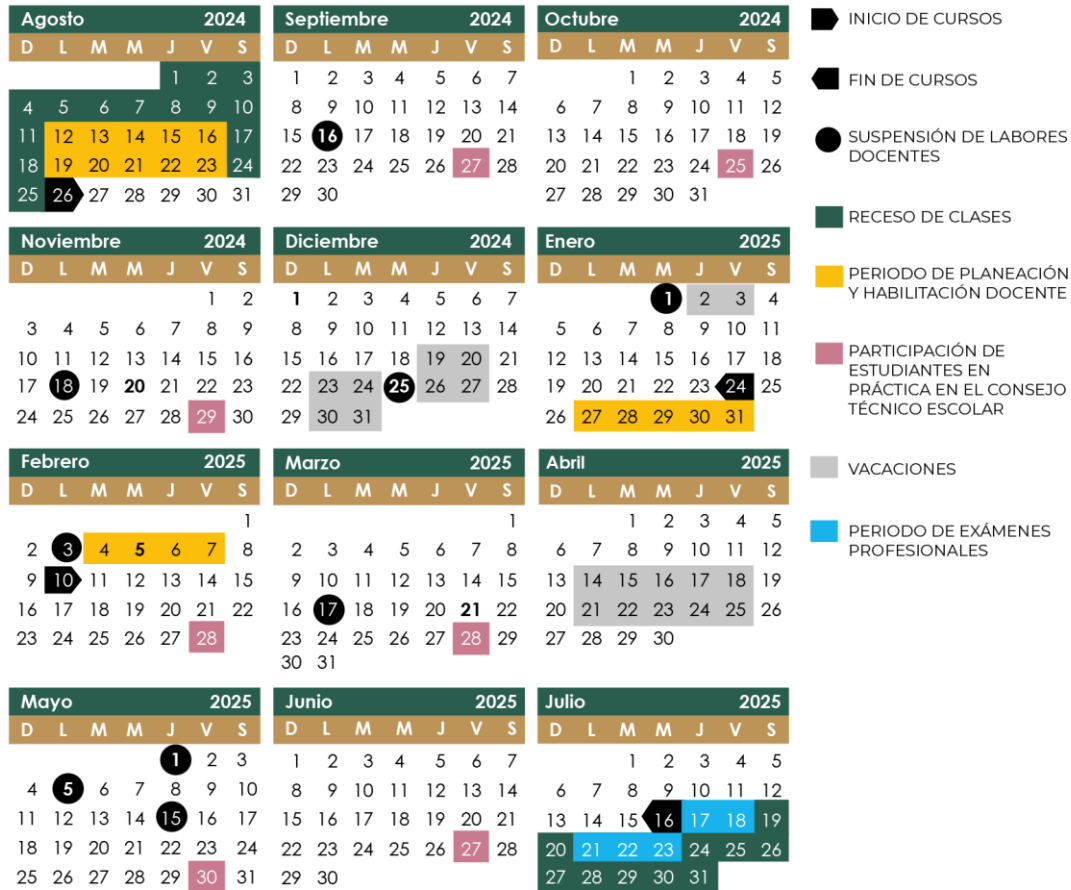 Agosto 2024
D L M M J V S
1 2 3
4 5 6 7 8 9 10
11 12 13 14 15 16 17
18 19 20 21 22 23 24
25 26 27 28 29 30 31
Septiembre 2024
D L M M J V S
1 2 3 4 5 6 7
8 9 10 11 12 13 14
15 16 17 18 19 20 21
22 23 24 25 26 27 28
29 30
Octubre 2024
D L M M J V S
1 2 3 4 5
6 7 8 9 10 11 12
13 14 15 16 17 18 19
20 21 22 23 24 25 26
27 28 29 30 31
Noviembre 2024
D L M M J V S
1 2
3 4 5 6 7 8 9
10 11 12 13 14 15 16
17 18 19 20 21 22 23
24 25 26 27 28 29 30
Diciembre 2024
D L M M J V S
1 2 3 4 5 6 7
8 9 10 11 12 13 14
15 16 17 18 19 20 21
22 23 24 25 26 27 28
29 30 31
Enero 2025
D L M M J V S
1 2 3 4
5 6 7 8 9 10 11
12 13 14 15 16 17 18
19 20 21 22 23 24 25
26 27 28 29 30 31
Febrero 2025
D L M M J V S
1
2 3 4 5 6 7 8
9 10 11 12 13 14 15
16 17 18 19 20 21 22
23 24 25 26 27 28
Marzo 2025
D L M M J V S
1
2 3 4 5 6 7 8
9 10 11 12 13 14 15
16 17 18 19 20 21 22
23 24 25 26 27 28 29
30 31
Abril 2025
D L M M J V S
1 2 3 4 5
6 7 8 9 10 11 12
13 14 15 16 17 18 19
20 21 22 23 24 25 26
27 28 29 30
Mayo 2025
D L M M J V S
1 2 3
4 5 6 7 8 9 10
11 12 13 14 15 16 17
18 19 20 21 22 23 24
25 26 27 28 29 30 31
Junio 2025
D L M M J V S
1 2 3 4 5 6 7
8 9 10 11 12 13 14
15 16 17 18 19 20 21
22 23 24 25 26 27 28
29 30
Julio 2025
D L M M J V S
1 2 3 4 5
6 7 8 9 10 11 12
13 14 15 16 17 18 19
20 21 22 23 24 25 26
27 28 29 30 31
INICIO DE CURSOS
FIN DE CURSOS
SUSPENSIÓN DE LABORES
DOCENTES
RECESO DE CLASES
PERIODO DE PLANEACIÓN
Y HABILITACIÓN DOCENTE
PARTICIPACIÓN DE
ESTUDIANTES EN
PRÁCTICA EN EL CONSEJO
TÉCNICO ESCOLAR
VACACIONES
PERIODO DE EXÁMENES
PROFESIONALES